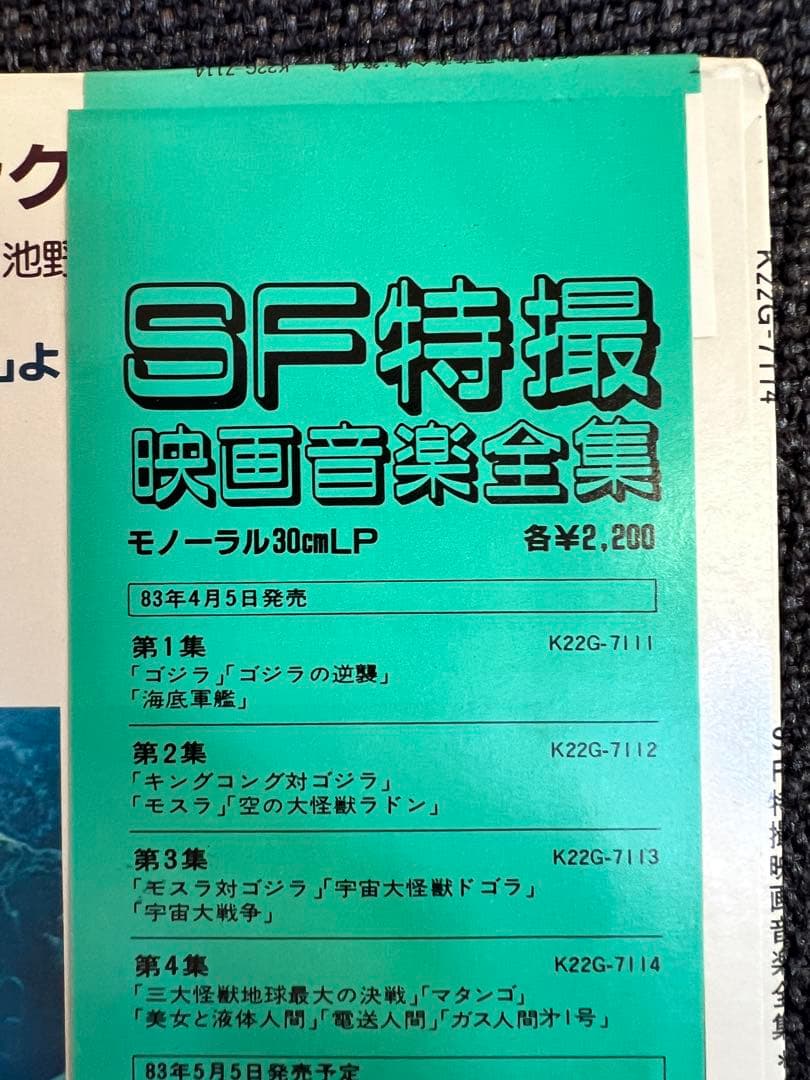 K22G-7114
ク
池野
」よ
SF特撮
映画音楽全集
モノーラル30cmLP 各¥2,200
83年4月5日発売
第1集 K22G-7111
「ゴジラ」「ゴジラの逆襲」
「海底軍艦」
第2集 K22G-7112
「キングコング対ゴジラ」
「モスラ」「空の大怪獣ラドン」
第3集 K22G-7113
「モスラ対ゴジラ」「宇宙大怪獣ドゴラ」
「宇宙大戦争」
第4集 K22G-7114
「三大怪獣地球最大の決戦」「マタンゴ」
「美女と液体人間」「電送人間」「ガス人間㐧1号」
83年5月5日発売予定
K22G-7114
SF特撮映画音楽全集*